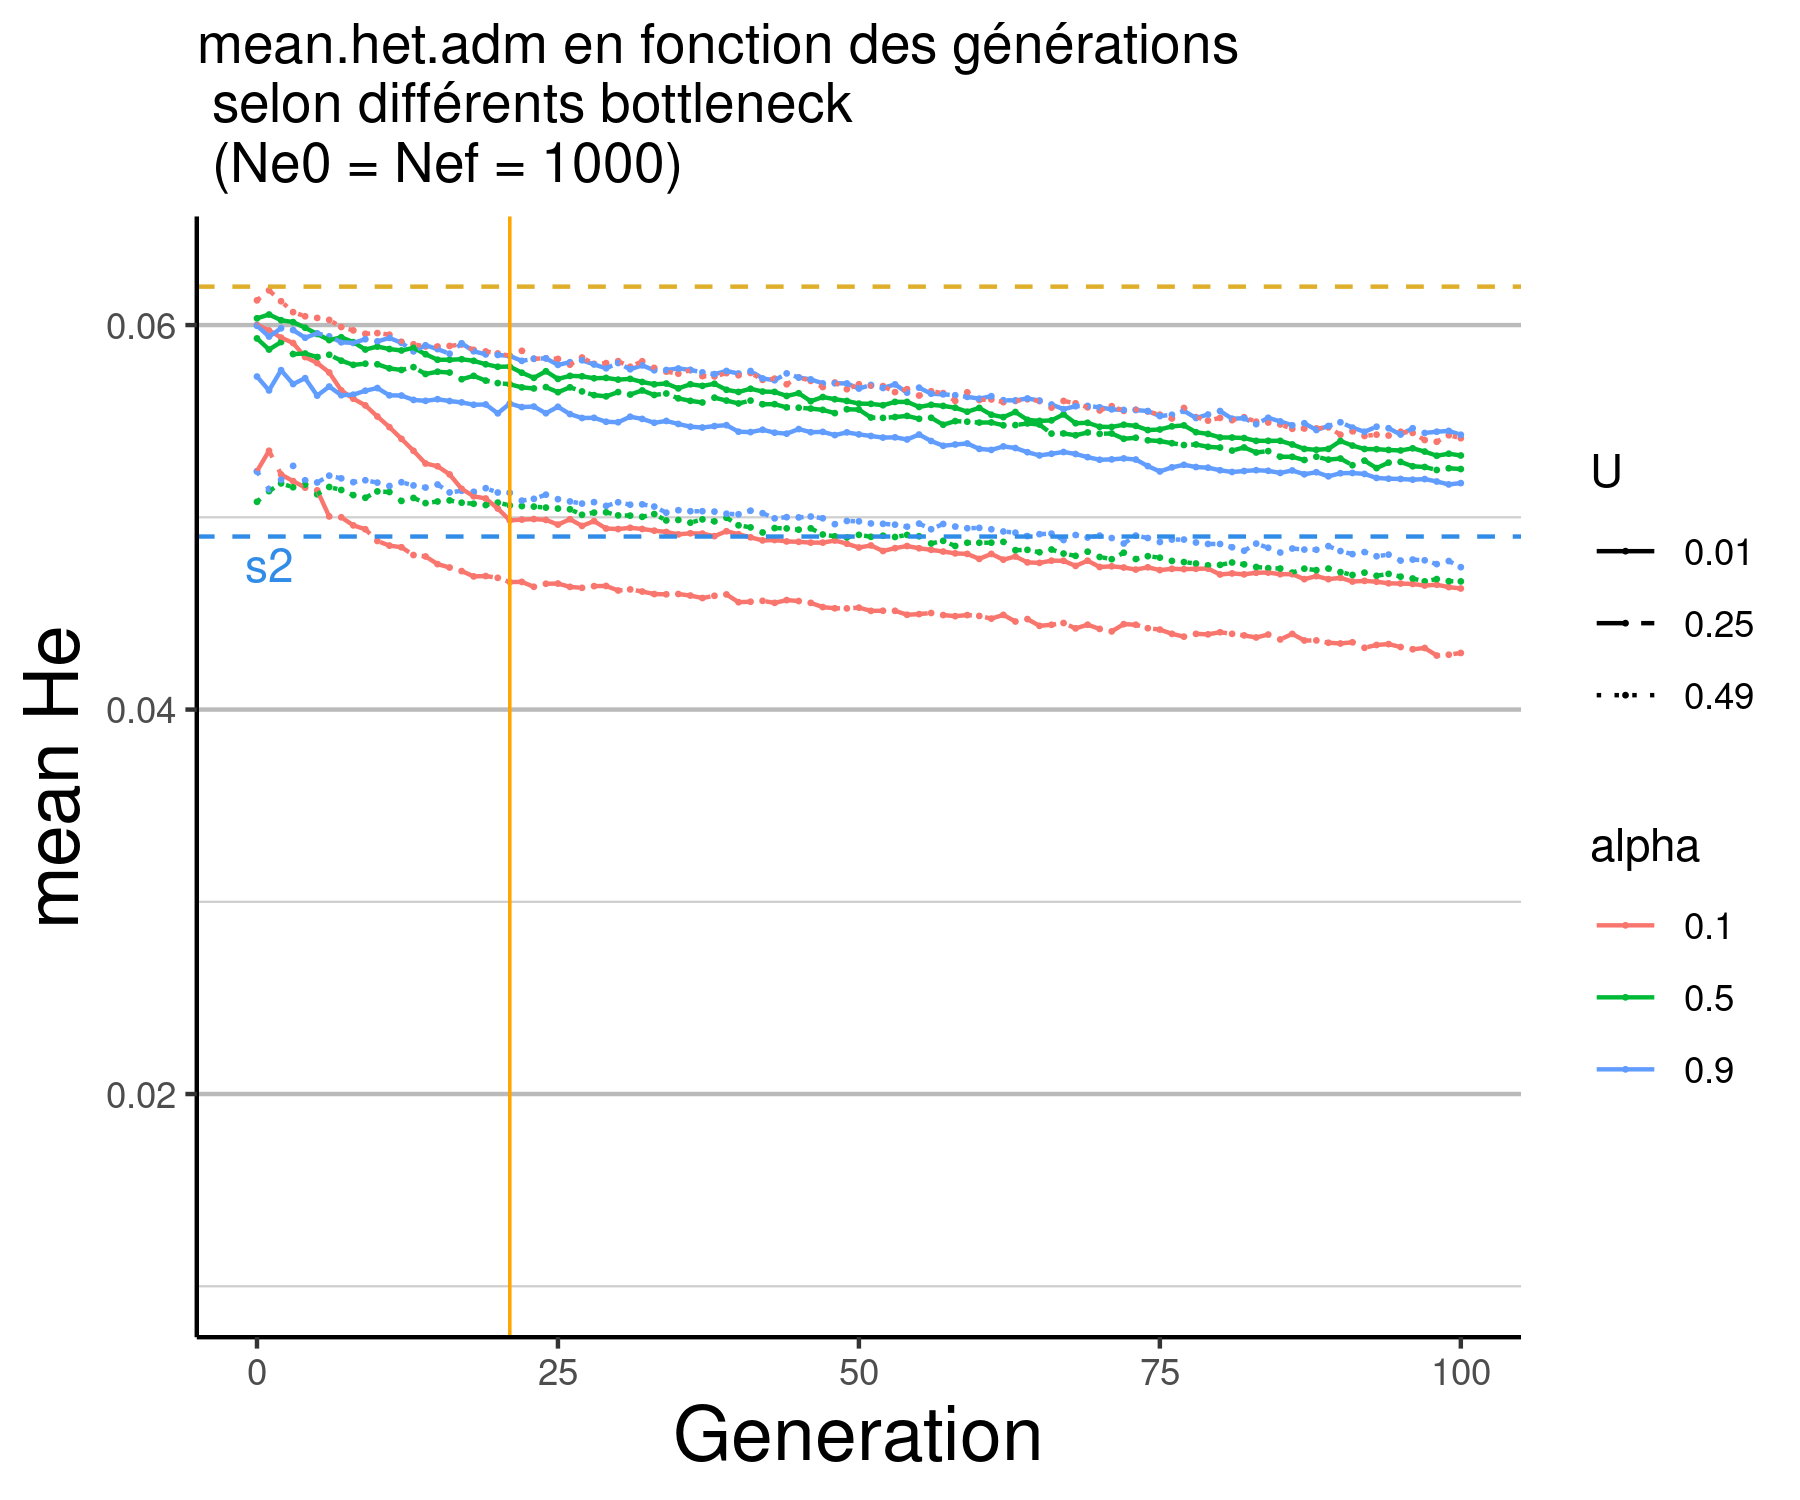 mean.het.adm en fonction des générations
selon différents bottleneck
(Ne0 = Nef = 1000)
mean He
0.06
0.04
0.02
s2
0
25
50
75
100
Generation
U
0.01
0.25
0.49
alpha
0.1
0.5
0.9